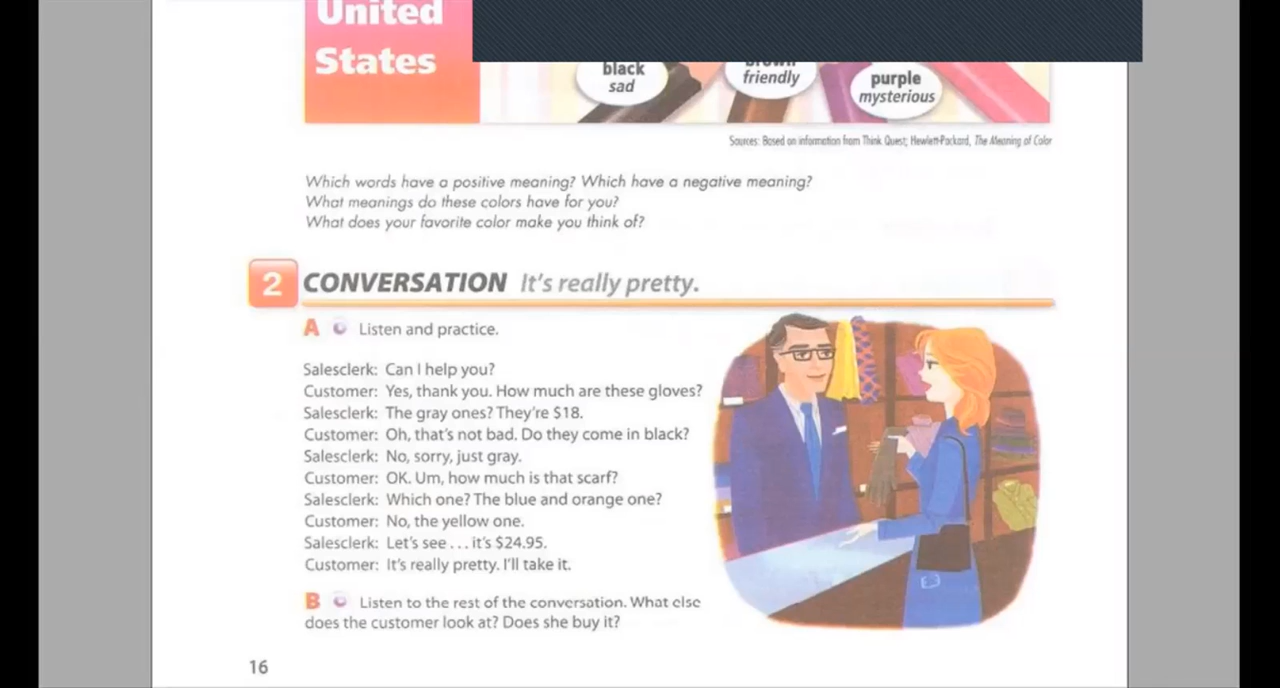 United
States
black
sad
brown
friendly
purple
mysterious
Sources: Based on information from Think Quest; Hewlett-Packard, The Meaning of Color
Which words have a positive meaning? Which have a negative meaning?
What meanings do these colors have for you?
What does your favorite color make you think of?
2 CONVERSATION It's really pretty.
A Listen and practice.
Salesclerk: Can I help you?
Customer: Yes, thank you. How much are these gloves?
Salesclerk: The gray ones? They're $18.
Customer: Oh, that's not bad. Do they come in black?
Salesclerk: No, sorry, just gray.
Customer: OK. Um, how much is that scarf?
Salesclerk: Which one? The blue and orange one?
Customer: No, the yellow one.
Salesclerk: Let's see . . . it's $24.95.
Customer: It's really pretty. I'll take it.
B Listen to the rest of the conversation. What else
does the customer look at? Does she buy it?
16